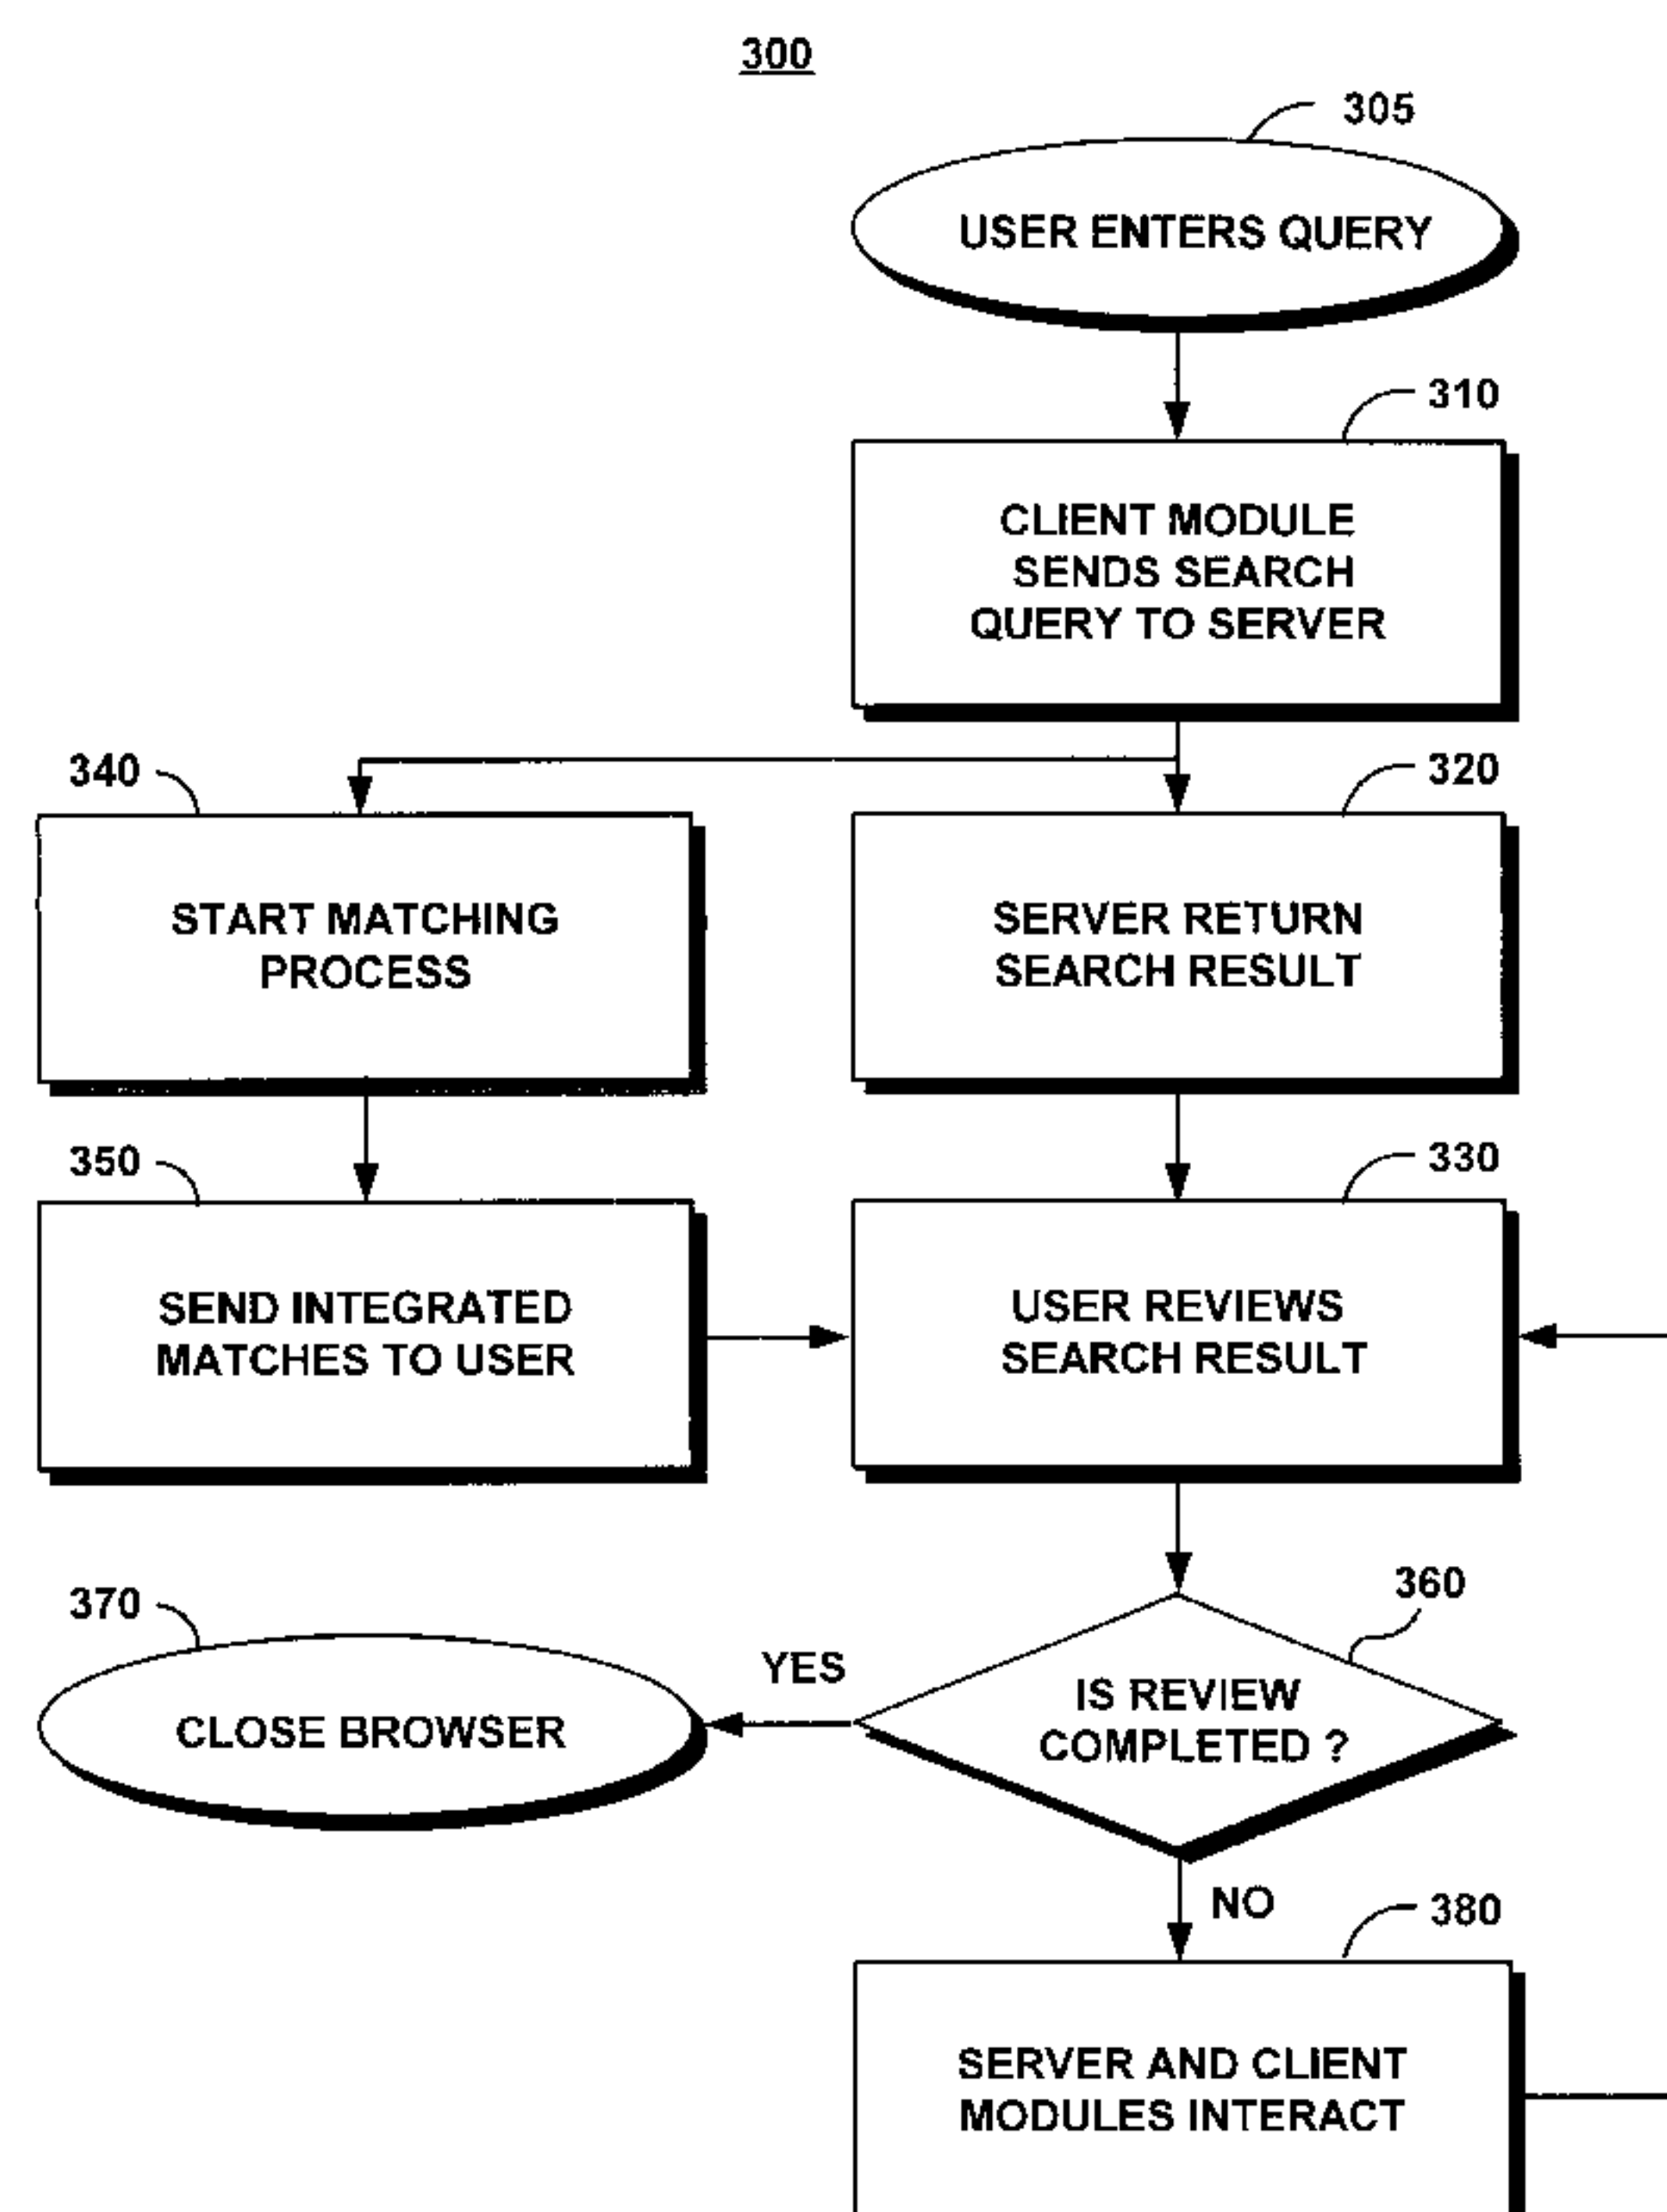 300
305
USER ENTERS QUERY
310
CLIENT MODULE
SENDS SEARCH
QUERY TO SERVER
340
320
START MATCHING
PROCESS
SERVER RETURN
SEARCH RESULT
350
330
SEND INTEGRATED
MATCHES TO USER
USER REVIEWS
SEARCH RESULT
370
360
YES
CLOSE BROWSER
IS REVIEW
COMPLETED ?
NO
380
SERVER AND CLIENT
MODULES INTERACT